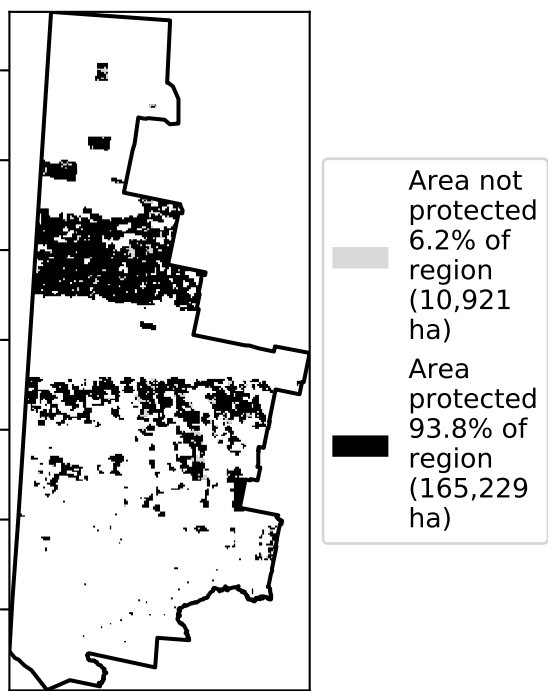 Area not
protected
6.2% of
region
(10,921
ha)
Area
protected
93.8% of
region
(165,229
ha)